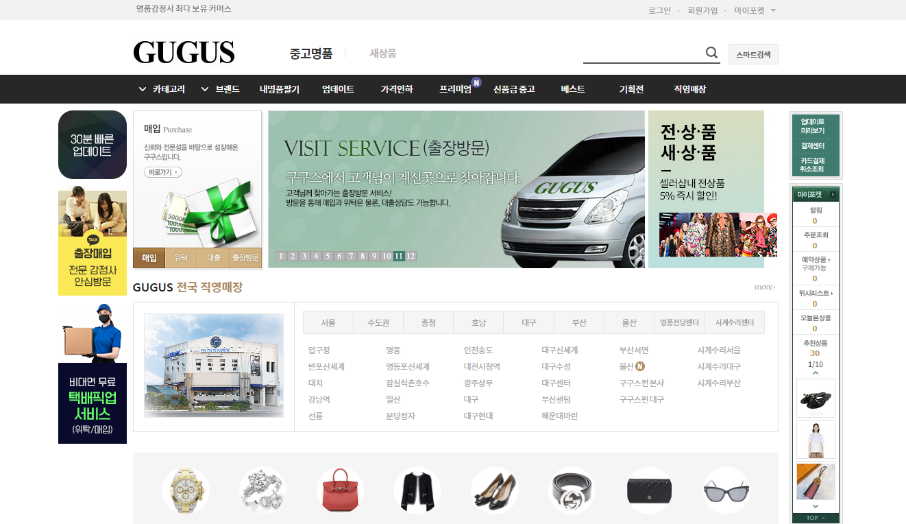 명품감정사 최다 보유 커머스
로그인
회원가입
마이포켓
GUGUS
중고명품
새상품
스마트검색
카테고리
브랜드
내명품팔기
업데이트
가격인하
프리미엄 N
신품급 중고
베스트
기획전
직영매장
30분 빠른
업데이트
출장매입
전문 감정사
안심방문
비대면 무료
택배픽업
서비스
(위탁/매입)
매입 Purchase
신뢰와 전문성을 바탕으로 성장해온
구구스입니다.
바로가기
매입
위탁
대출
출장방문
VISIT SERVICE (출장방문)
구구스에서 고객님이 계신곳으로 찾아갑니다.
고객님께 찾아가는 출장방문 서비스!
방문을 통해 매입과 위탁은 물론, 대출상담도 가능합니다.
GUGUS
1 2 3 4 5 6 7 8 9 10 11 12
전·상·품
새·상·품
셀러샵내 전상품
5% 즉시 할인!
업데이트
미리보기
결제센터
카드결제
취소조회
마이포켓
알림
0
주문조회
0
예약상품
구매가능
0
위시리스트
0
오늘본상품
0
추천상품
30
1/10
TOP
GUGUS 전국 직영매장
more
서울
수도권
충청
호남
대구
부산
울산
명품전당센터
시계수리센터
압구정
명동
인천송도
대구신세계
부산서면
시계수리서울
반포신세계
영등포신세계
대전시청역
대구수성
울산 N
시계수리대구
대치
잠실석촌호수
광주상무
대구센터
구구스핀 본사
시계수리부산
강남역
일산
대구
부산센텀
구구스핀 대구
선릉
분당정자
대구현대
해운대마린